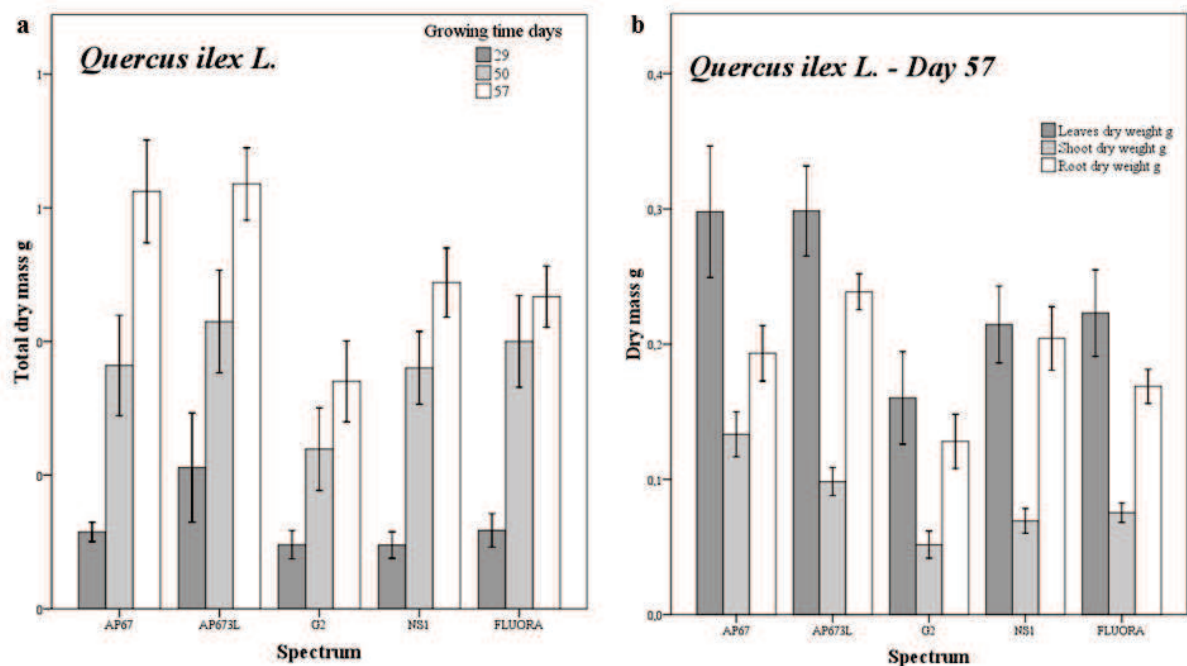 a
Quercus ilex L.
Growing time days
29
50
57
Total dry mass g
1
1
0
0
0
AP67
AP673L
G2
NS1
FLUORA
Spectrum
b
Quercus ilex L. - Day 57
Leaves dry weight g
Shoot dry weight g
Root dry weight g
Dry mass g
0,4
0,3
0,2
0,1
0,0
AP67
AP673L
G2
NS1
FLUORA
Spectrum